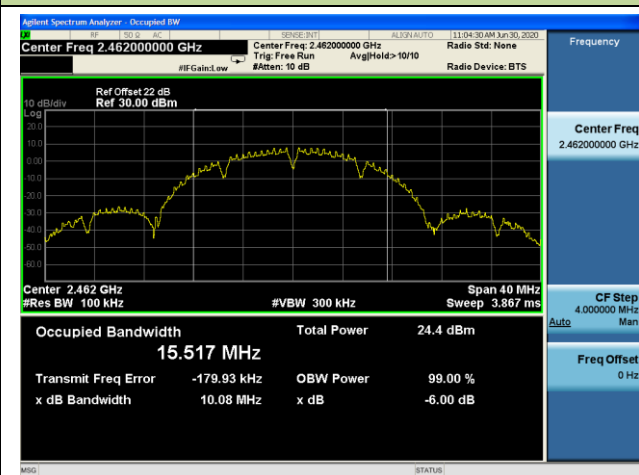 Agilent Spectrum Analyzer - Occupied BW
RF 50 Ω AC SENSE:INT ALIGN AUTO 11:04:30 AM Jun 30, 2020
Center Freq 2.462000000 GHz Center Freq: 2.462000000 GHz Radio Std: None Frequency
Trig: Free Run Avg|Hold:>10/10
#IFGain:Low #Atten: 10 dB Radio Device: BTS
Ref Offset 22 dB
10 dB/div Ref 30.00 dBm
Log
20.0
10.0
0.00
-10.0
-20.0
-30.0
-40.0
-50.0
-60.0
Center Freq
2.462000000 GHz
Center 2.462 GHz Span 40 MHz
#Res BW 100 kHz #VBW 300 kHz Sweep 3.867 ms
CF Step
4.000000 MHz
Auto Man
Occupied Bandwidth Total Power 24.4 dBm
15.517 MHz
Transmit Freq Error -179.93 kHz OBW Power 99.00 %
x dB Bandwidth 10.08 MHz x dB -6.00 dB
Freq Offset
0 Hz
MSG STATUS